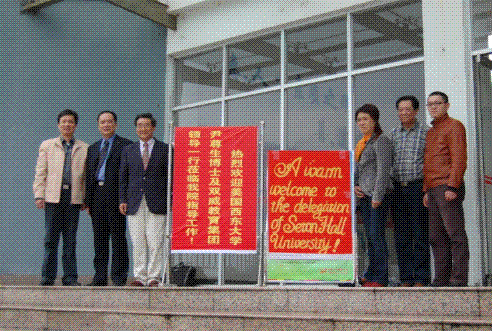 热烈欢迎美国西东大学
尹尊生博士及双威教育集团
领导一行莅临我院指导工作！
A warm
welcome to
the delegation
of Seton Hall
University!